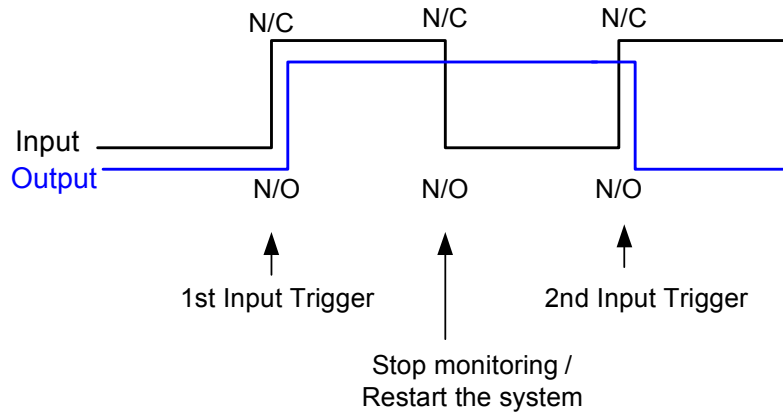 N/C
N/C
N/C
Input
Output
N/O
N/O
N/O
1st Input Trigger
2nd Input Trigger
Stop monitoring /
Restart the system